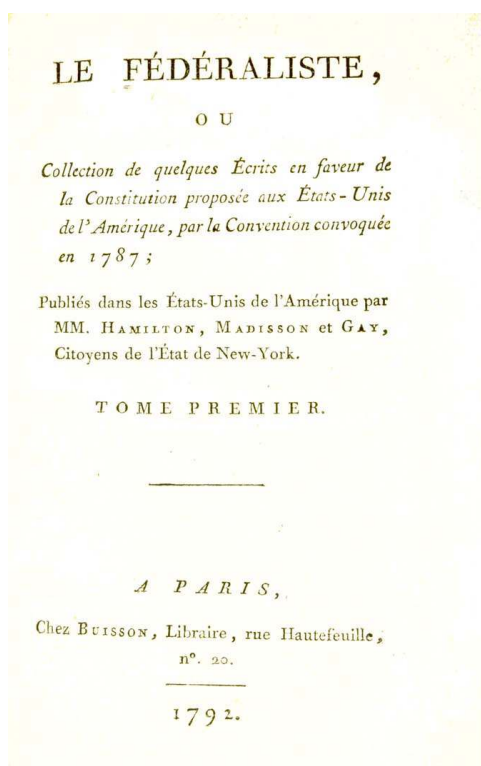 LE FÉDÉRALISTE,
OU
Collection de quelques Écrits en faveur de
la Constitution proposée aux États-Unis
de l'Amérique, par la Convention convoquée
en 1787;
Publiés dans les États-Unis de l'Amérique par
MM. HAMILTON, MADISSON et GAY,
Citoyens de l'État de New-York.
TOME PREMIER.
A PARIS,
Chez BUISSON, Libraire, rue Hautefeuille,
n°. 20.
1792.